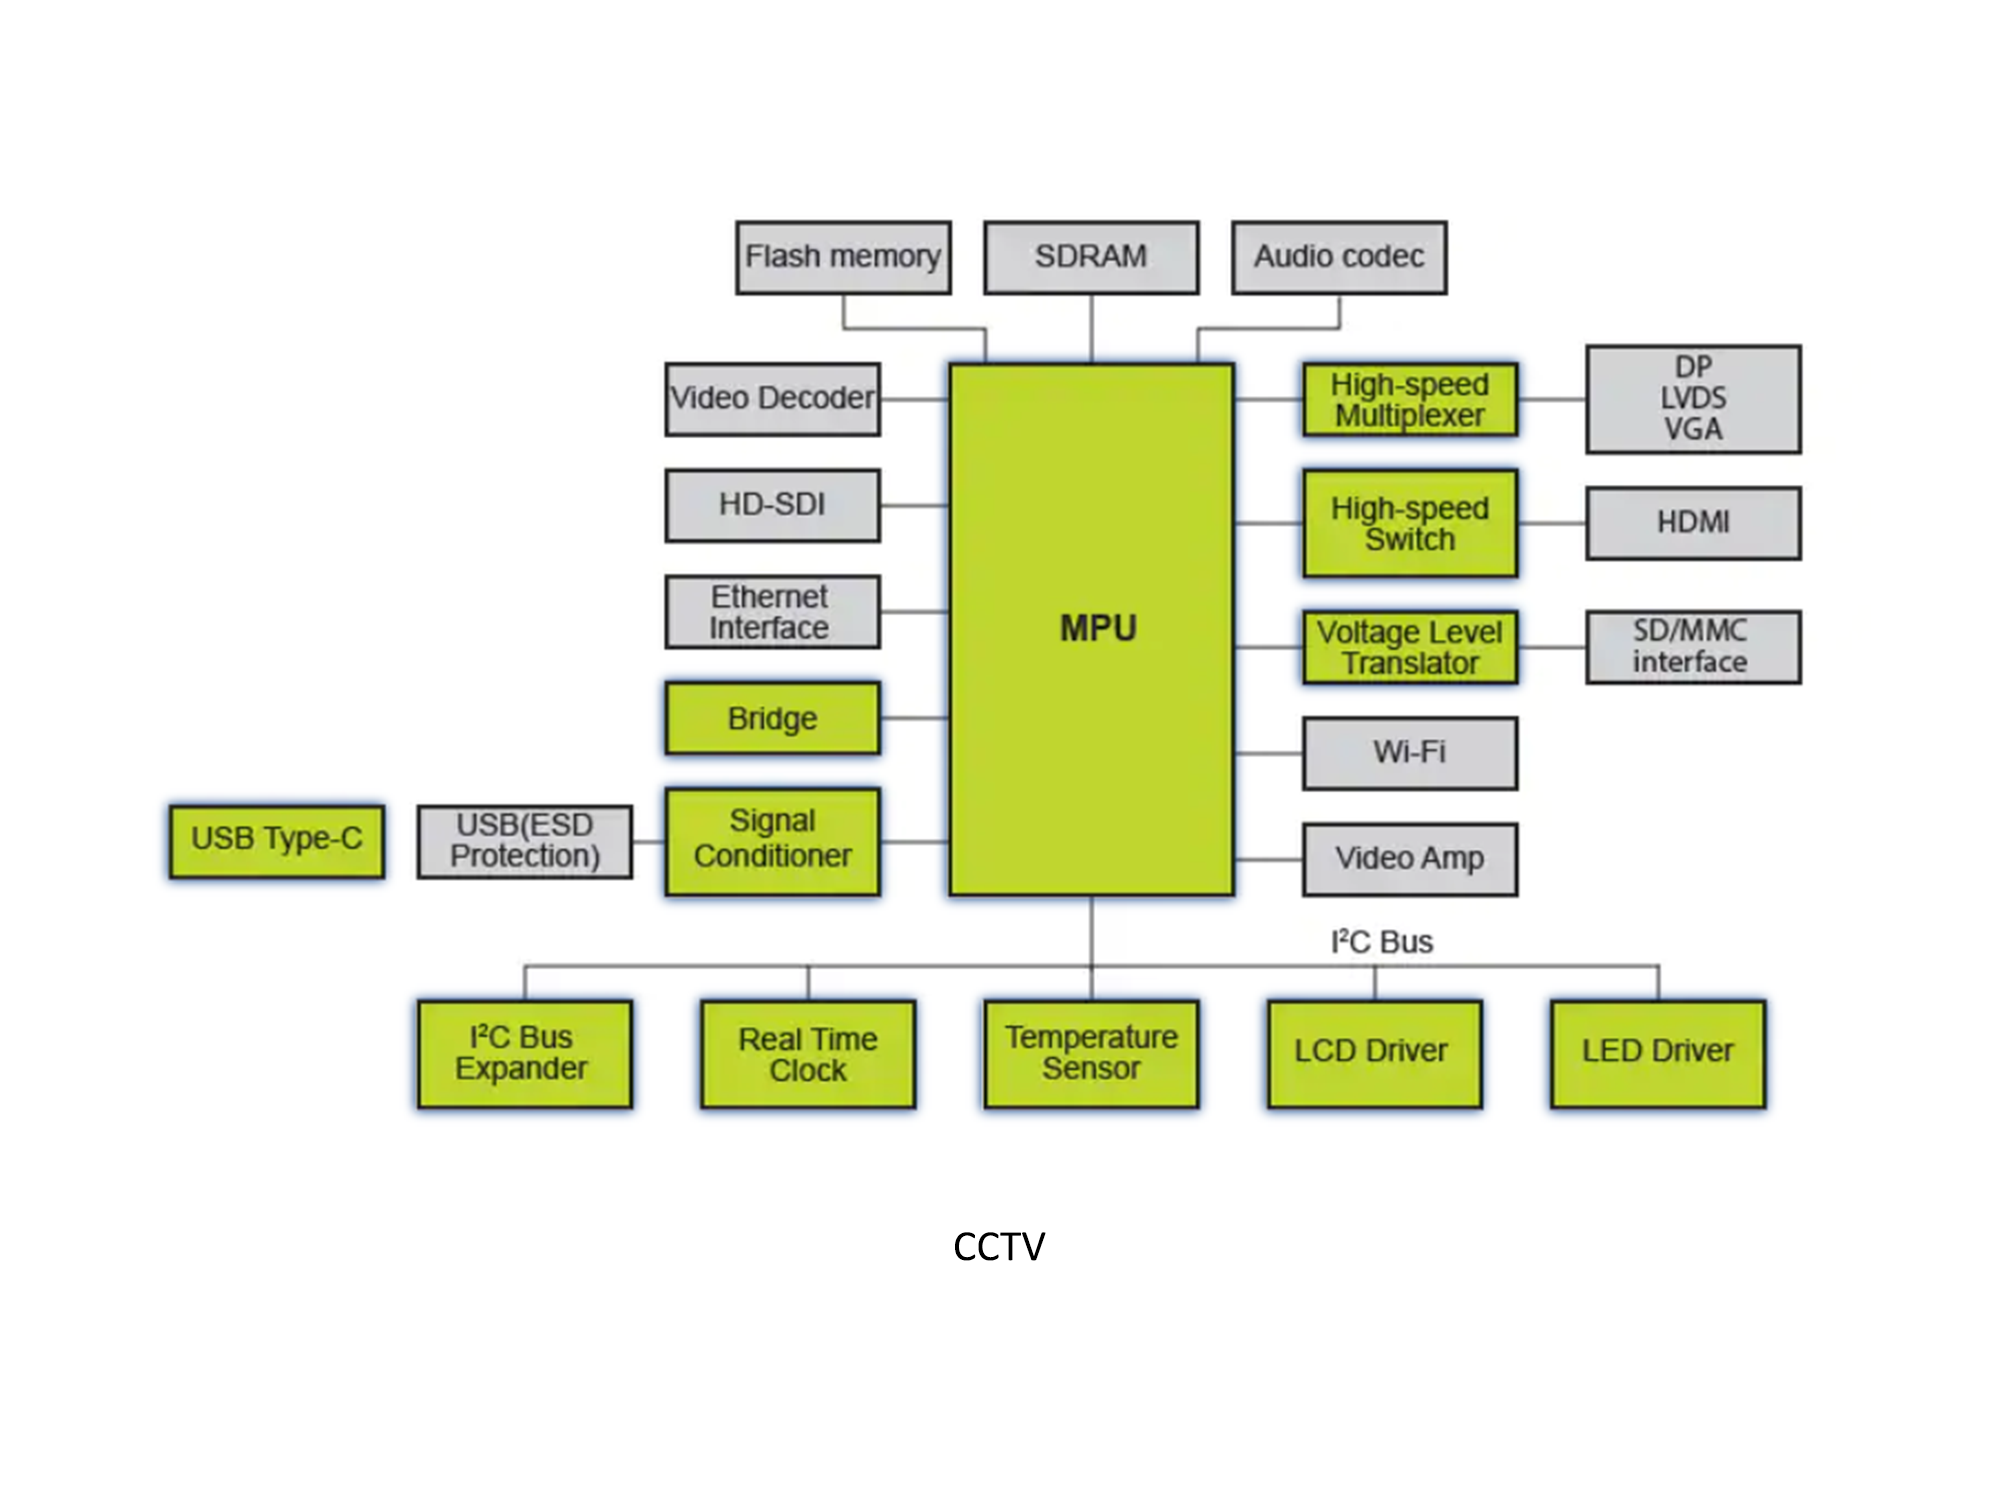 Flash memory
SDRAM
Audio codec
Video Decoder
High-speed
Multiplexer
DP
LVDS
VGA
HD-SDI
High-speed
Switch
HDMI
Ethernet
Interface
MPU
Voltage Level
Translator
SD/MMC
interface
Bridge
Wi-Fi
USB Type-C
USB(ESD
Protection)
Signal
Conditioner
Video Amp
I²C Bus
I²C Bus
Expander
Real Time
Clock
Temperature
Sensor
LCD Driver
LED Driver
CCTV